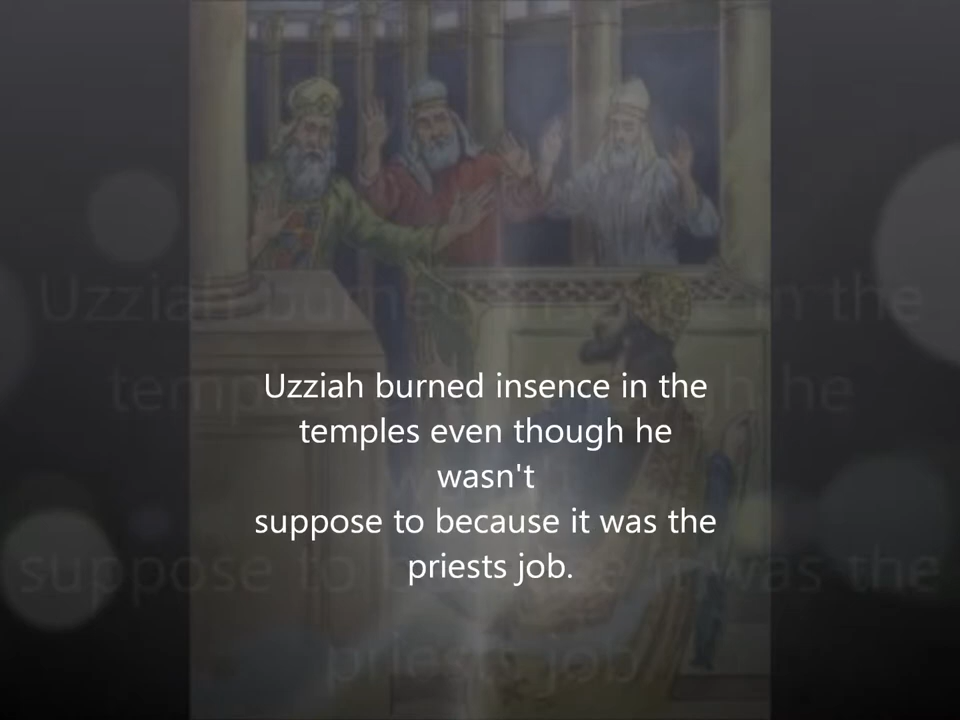 Uzziah burned insence in the
temples even though he
wasn't
suppose to because it was the
priests job.